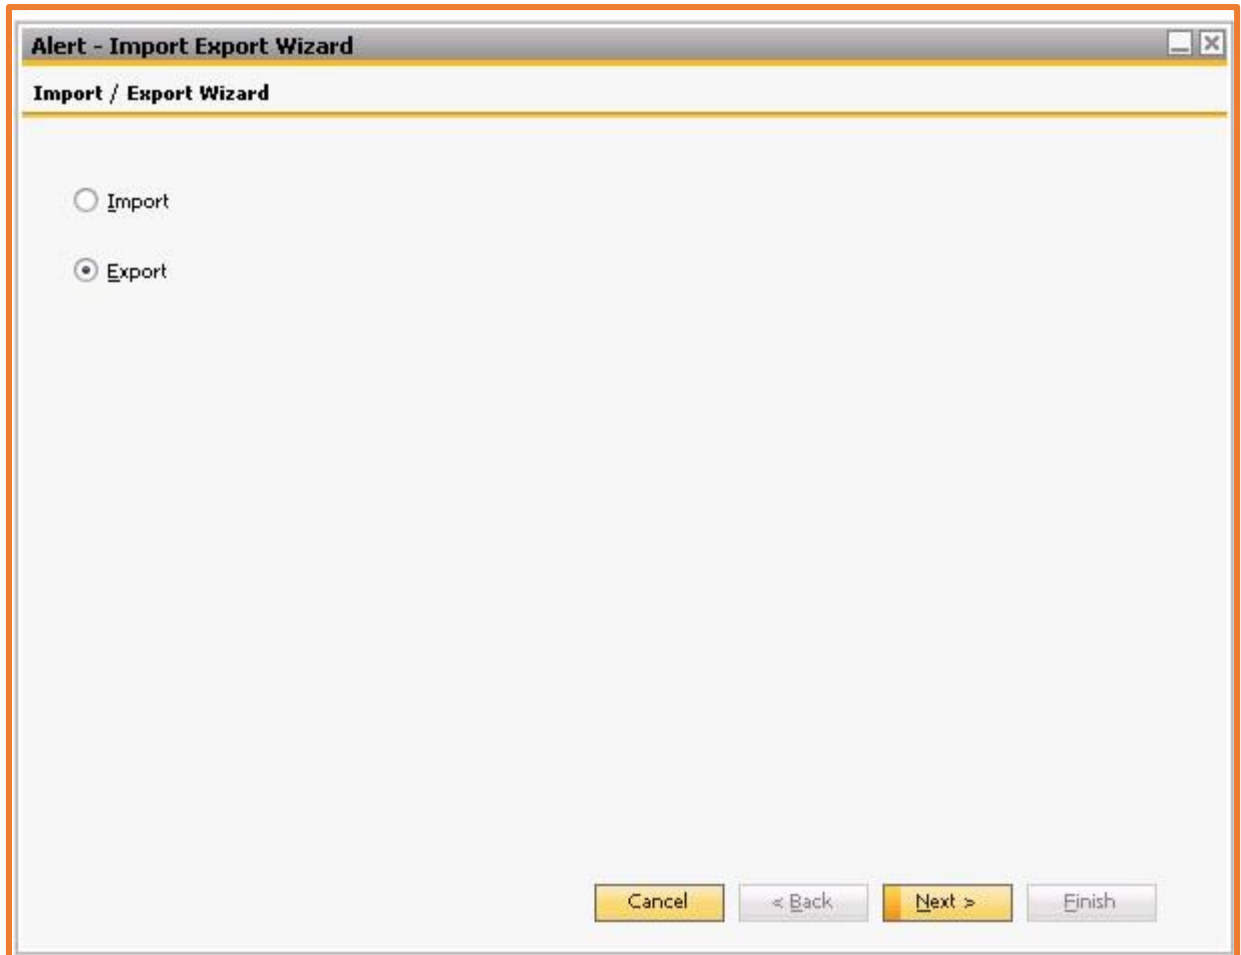 Alert - Import Export Wizard
Import / Export Wizard
Import
Export
Cancel < Back Next > Finish